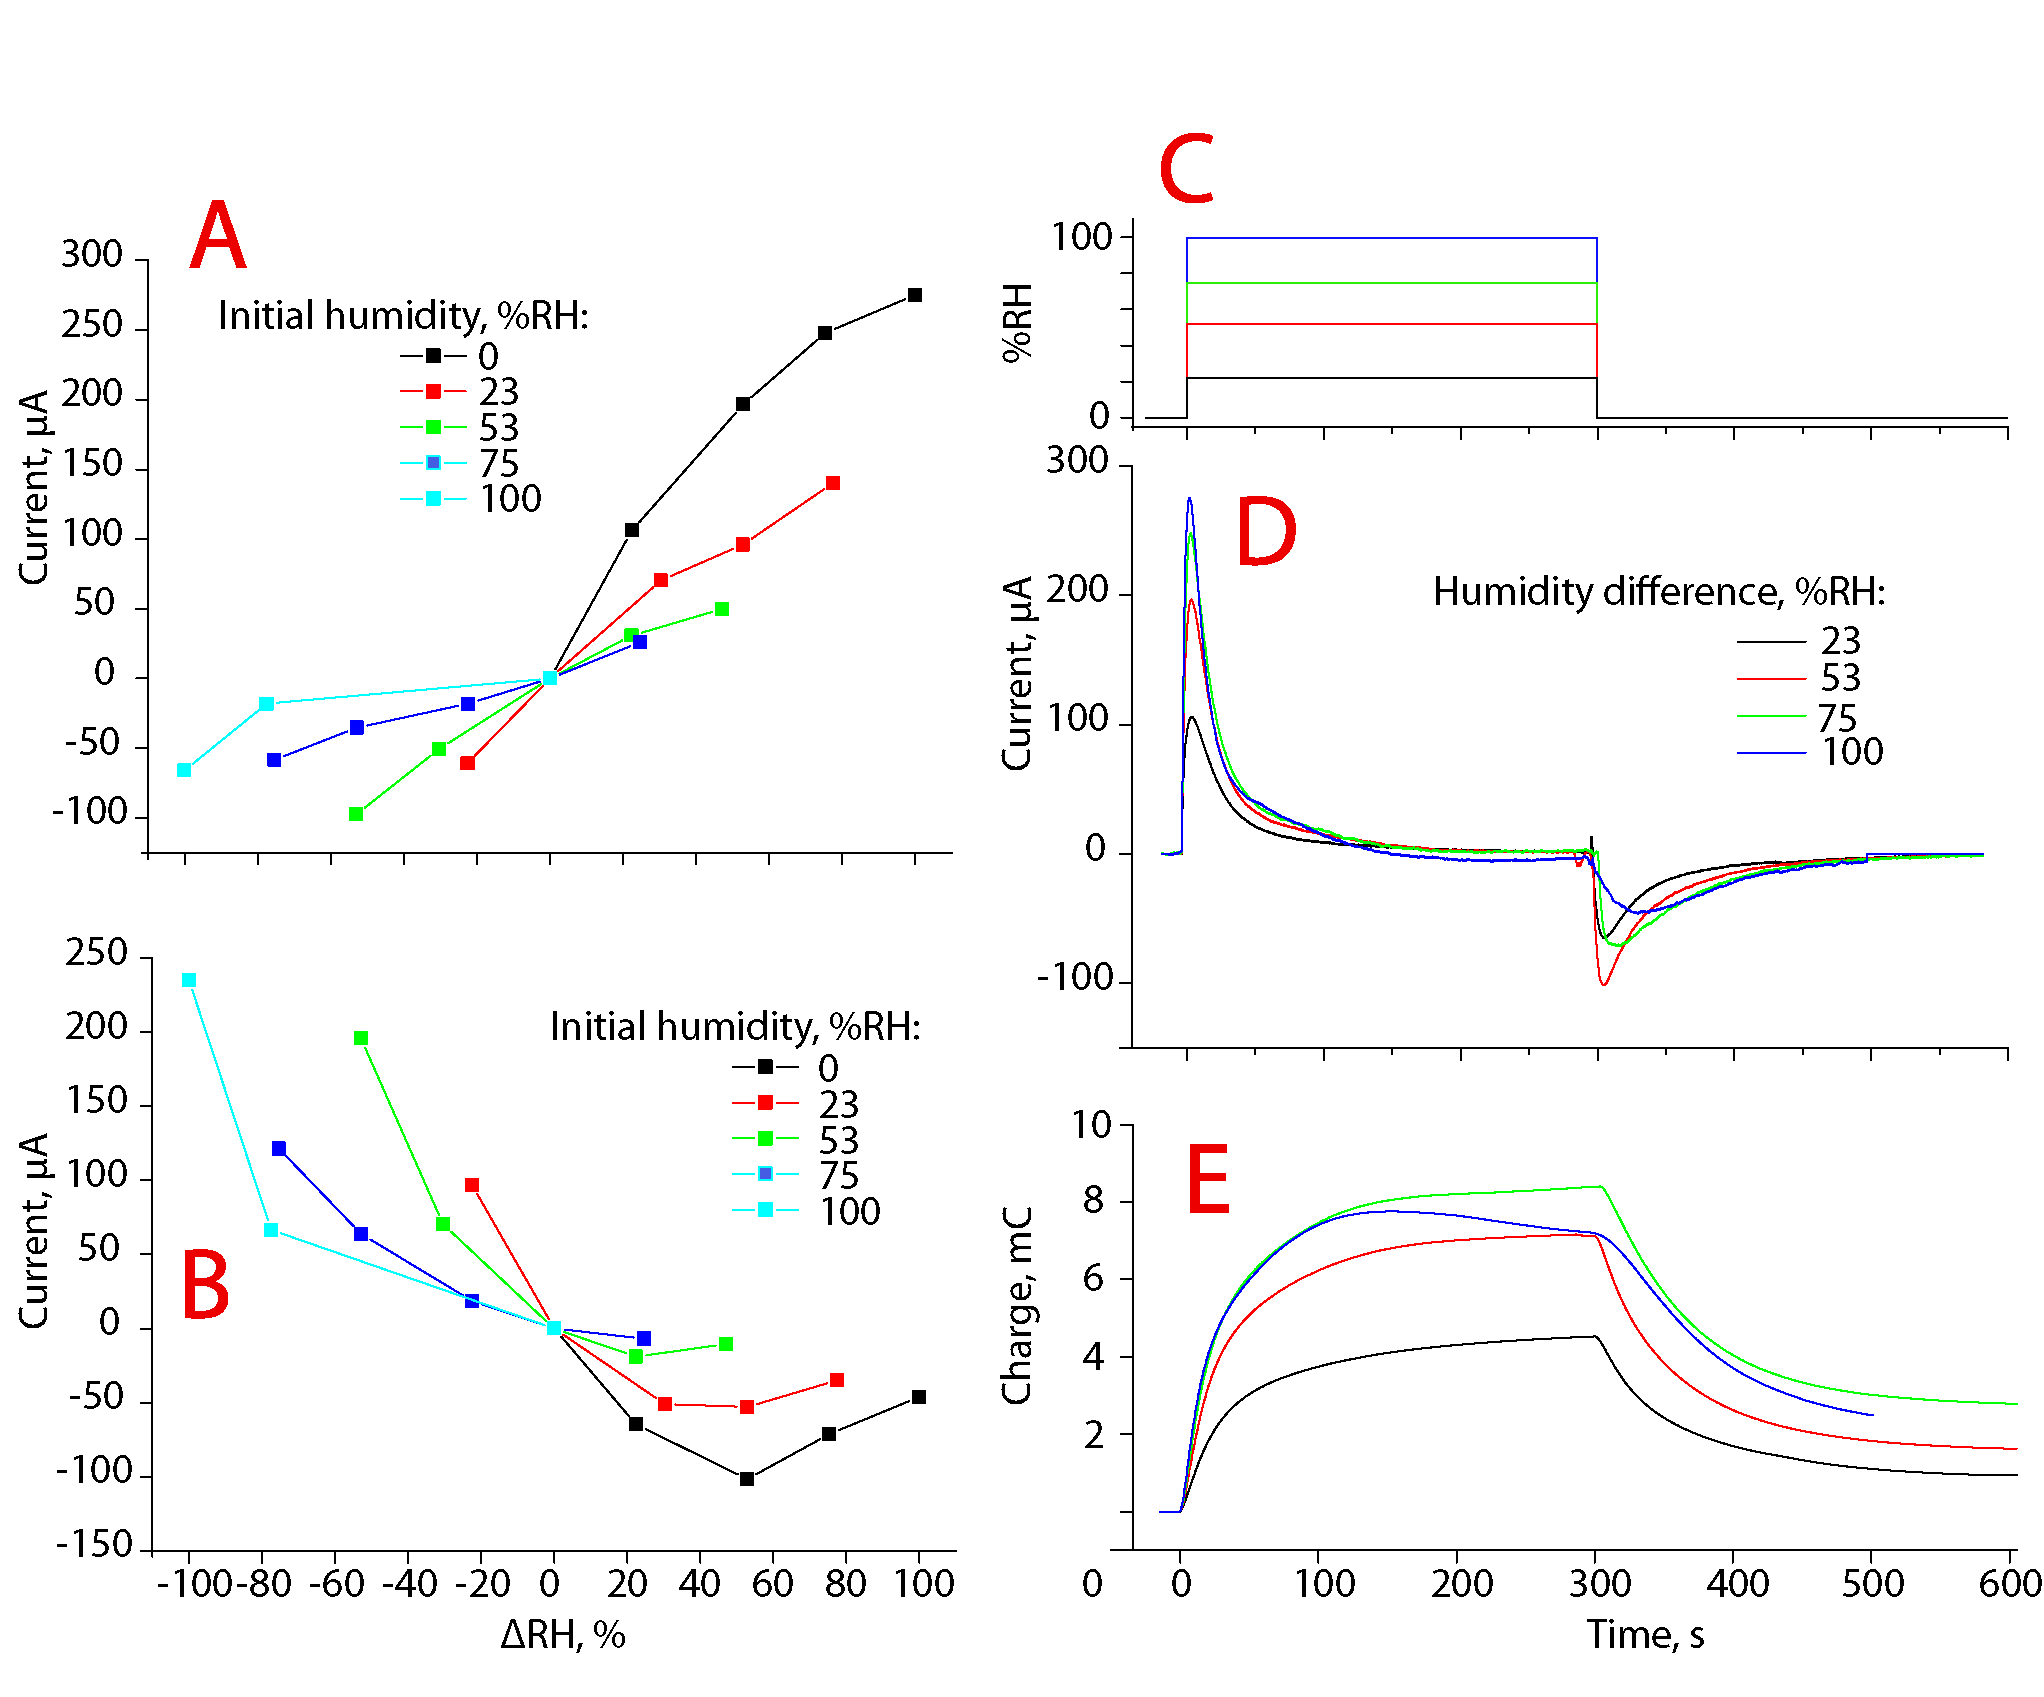 A
300
250
200
150
100
50
0
-50
-100
Current, µA
Initial humidity, %RH:
0
23
53
75
100
B
250
200
150
100
50
0
-50
-100
-150
Current, µA
Initial humidity, %RH:
0
23
53
75
100
-100 -80 -60 -40 -20 0 20 40 60 80 100
ΔRH, %
C
100
0
%RH
D
300
200
100
0
-100
Current, µA
Humidity difference, %RH:
23
53
75
100
E
10
8
6
4
2
0
Charge, mC
0 100 200 300 400 500 600
Time, s